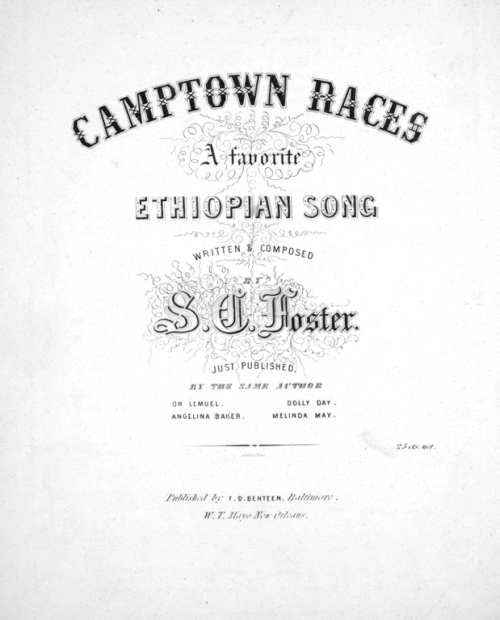 CAMPTOWN RACES
A favorite
ETHIOPIAN SONG
WRITTEN & COMPOSED
BY
S. C. Foster.
JUST PUBLISHED,
BY THE SAME AUTHOR
OH LEMUEL. DOLLY DAY.
ANGELINA BAKER. MELINDA MAY.
25 cts. net.
Published by F. D. BENTEEN, Baltimore.
W. T. Mayo New Orleans.